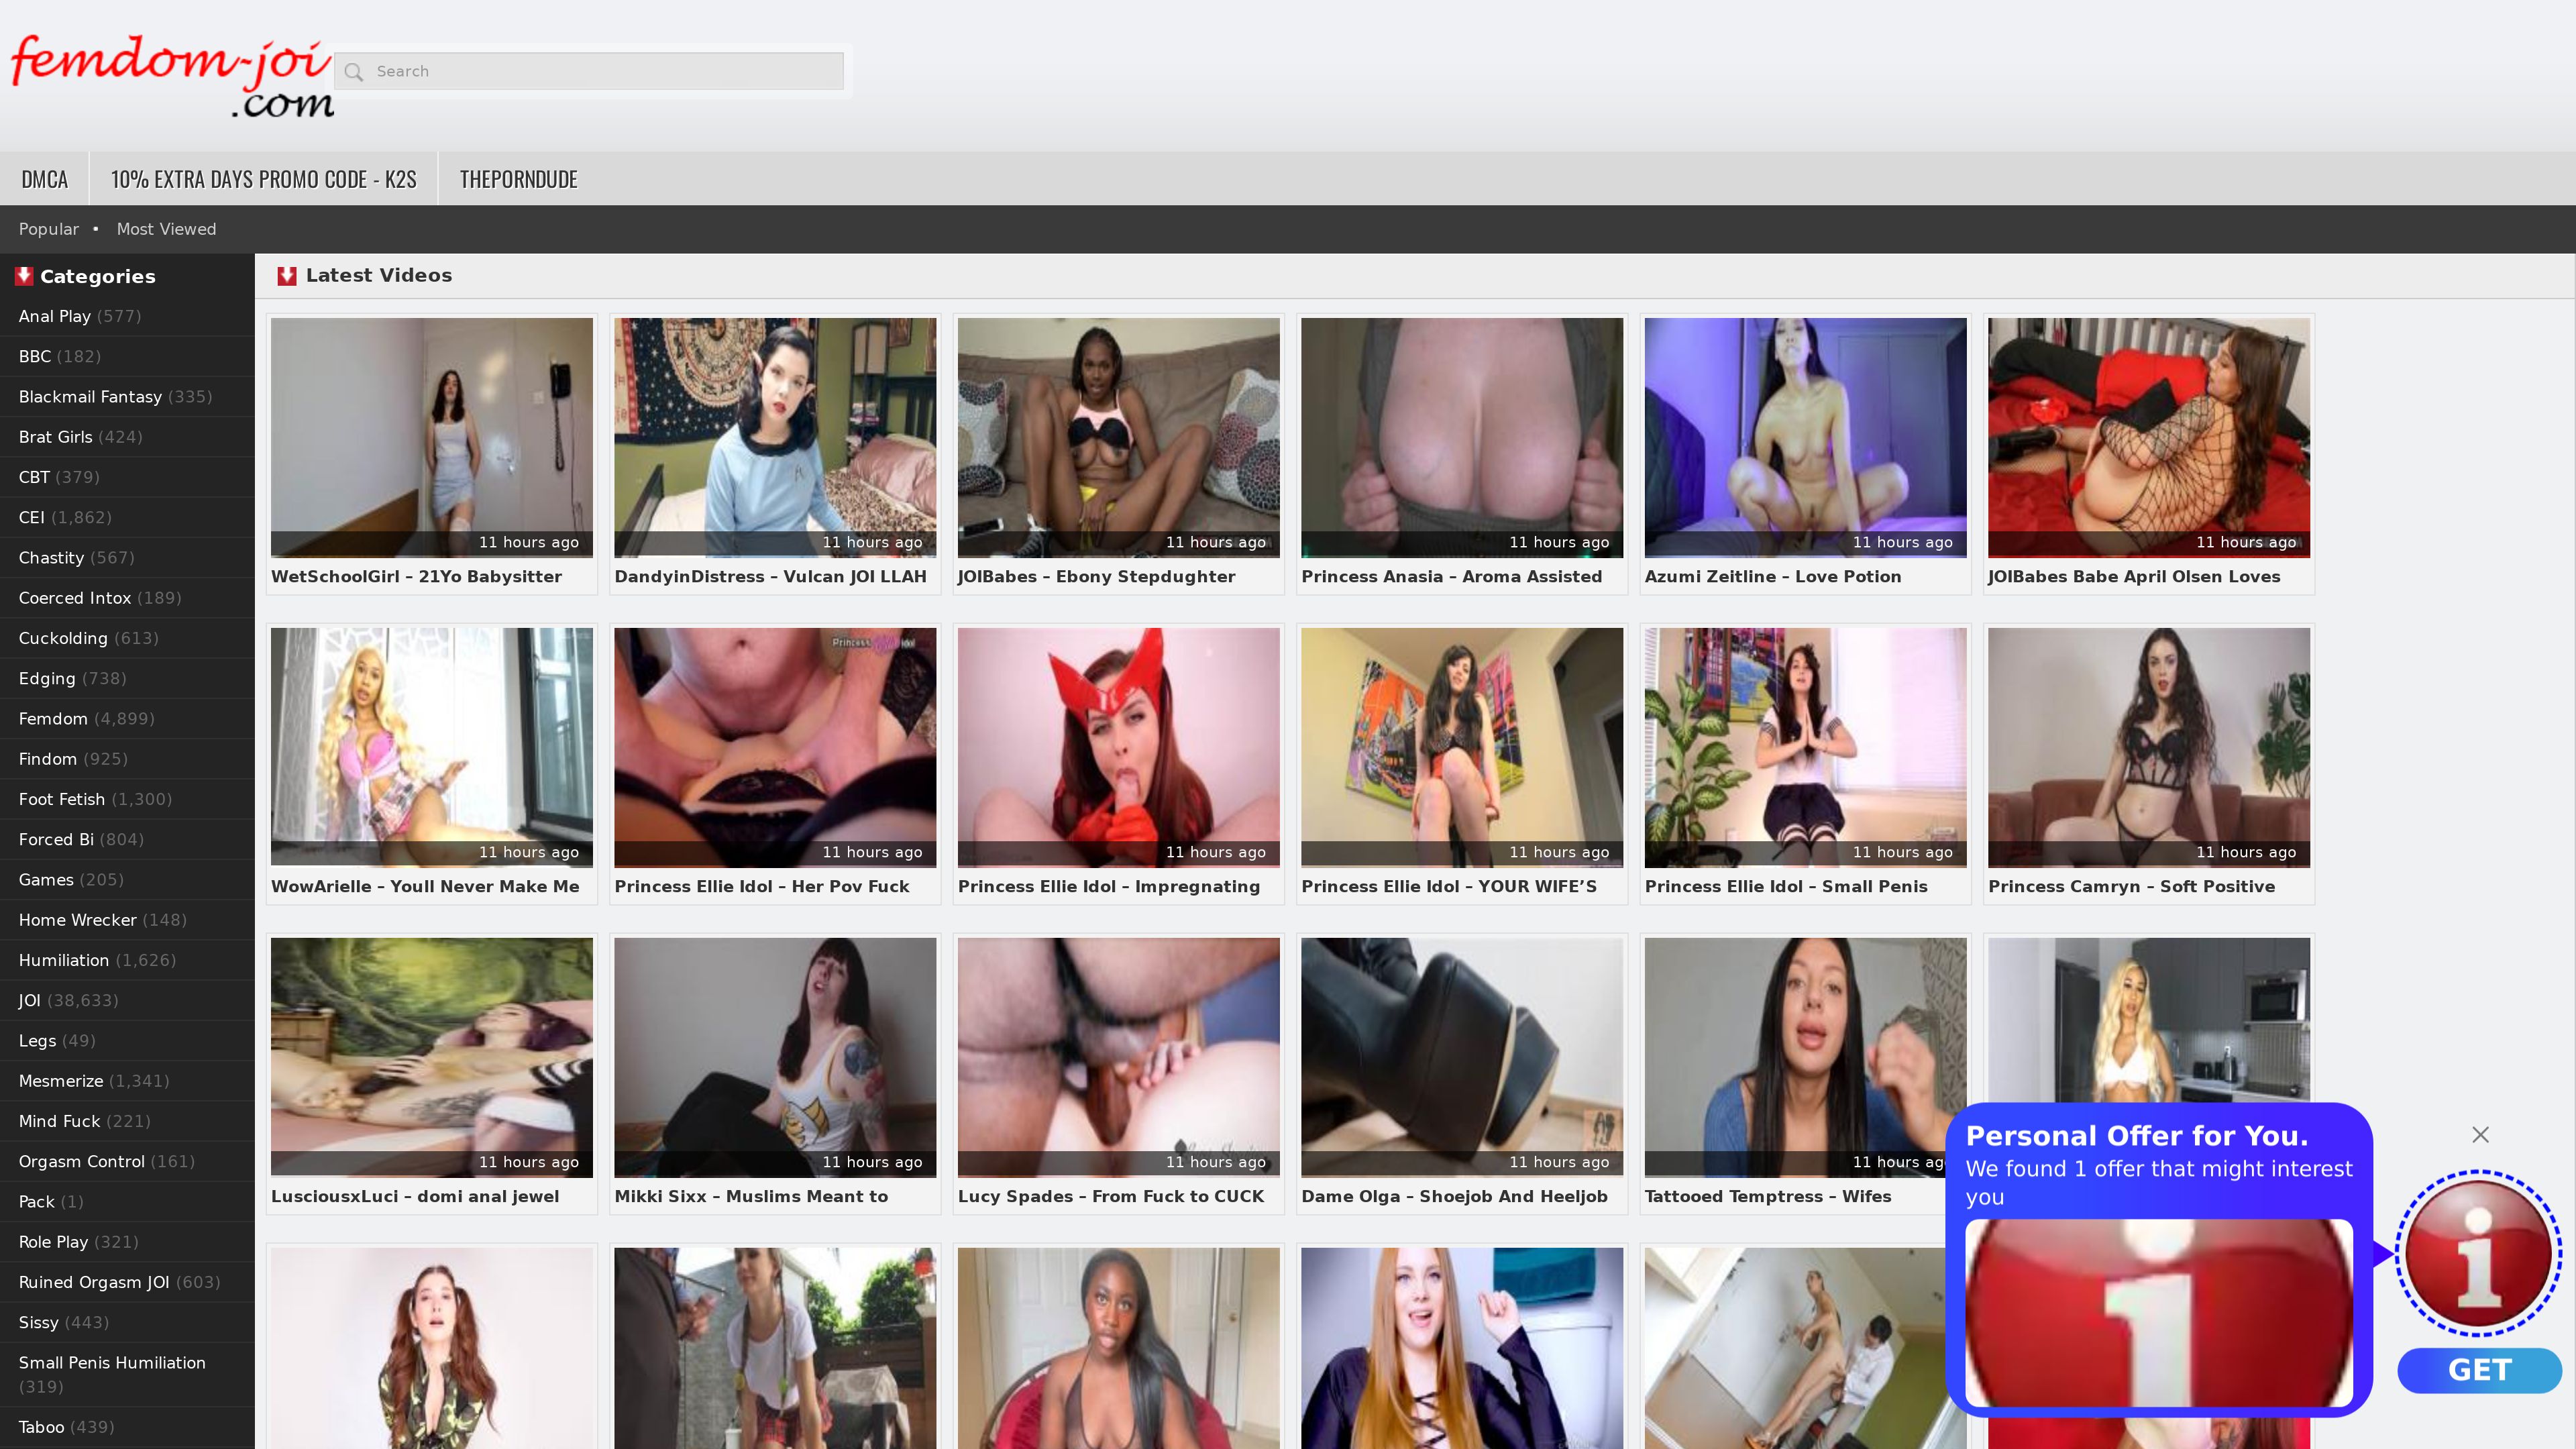 femdom-joi
.com
Search
DMCA
10% EXTRA DAYS PROMO CODE - K2S
THEPORNDUDE
Popular • Most Viewed
Categories
Anal Play (577)
BBC (182)
Blackmail Fantasy (335)
Brat Girls (424)
CBT (379)
CEI (1,862)
Chastity (567)
Coerced Intox (189)
Cuckolding (613)
Edging (738)
Femdom (4,899)
Findom (925)
Foot Fetish (1,300)
Forced Bi (804)
Games (205)
Home Wrecker (148)
Humiliation (1,626)
JOI (38,633)
Legs (49)
Mesmerize (1,341)
Mind Fuck (221)
Orgasm Control (161)
Pack (1)
Role Play (321)
Ruined Orgasm JOI (603)
Sissy (443)
Small Penis Humiliation
(319)
Taboo (439)
Latest Videos
11 hours ago
11 hours ago
11 hours ago
11 hours ago
11 hours ago
11 hours ago
WetSchoolGirl – 21Yo Babysitter
DandyinDistress – Vulcan JOI LLAH
JOIBabes – Ebony Stepdughter
Princess Anasia – Aroma Assisted
Azumi Zeitline – Love Potion
JOIBabes Babe April Olsen Loves
Princess Ellie Idol
11 hours ago
11 hours ago
11 hours ago
11 hours ago
11 hours ago
11 hours ago
WowArielle – Youll Never Make Me
Princess Ellie Idol – Her Pov Fuck
Princess Ellie Idol – Impregnating
Princess Ellie Idol – YOUR WIFE’S
Princess Ellie Idol – Small Penis
Princess Camryn – Soft Positive
11 hours ago
11 hours ago
11 hours ago
11 hours ago
11 hours ag
LusciousxLuci – domi anal jewel
Mikki Sixx – Muslims Meant to
Lucy Spades – From Fuck to CUCK
Dame Olga – Shoejob And Heeljob
Tattooed Temptress – Wifes
Personal Offer for You.
We found 1 offer that might interest
you
i
i
GET